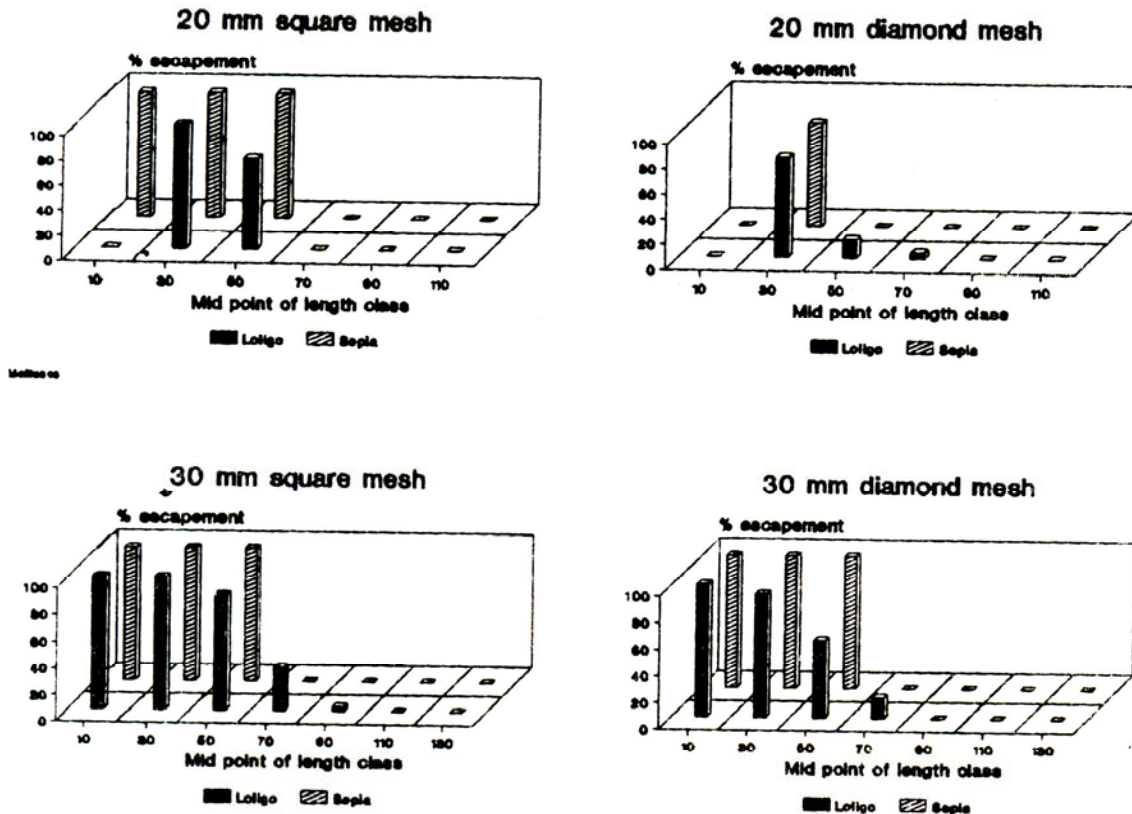 20 mm square mesh
% escapement
100
80
60
40
20
0
10 30 50 70 90 110
Mid point of length class
Loligo Sepia
20 mm diamond mesh
% escapement
100
80
60
40
20
0
10 30 50 70 90 110
Mid point of length class
Loligo Sepia
30 mm square mesh
% escapement
100
80
60
40
20
0
10 30 50 70 90 110 130
Mid point of length class
Loligo Sepia
30 mm diamond mesh
% escapement
100
80
60
40
20
0
10 30 50 70 90 110 130
Mid point of length class
Loligo Sepia